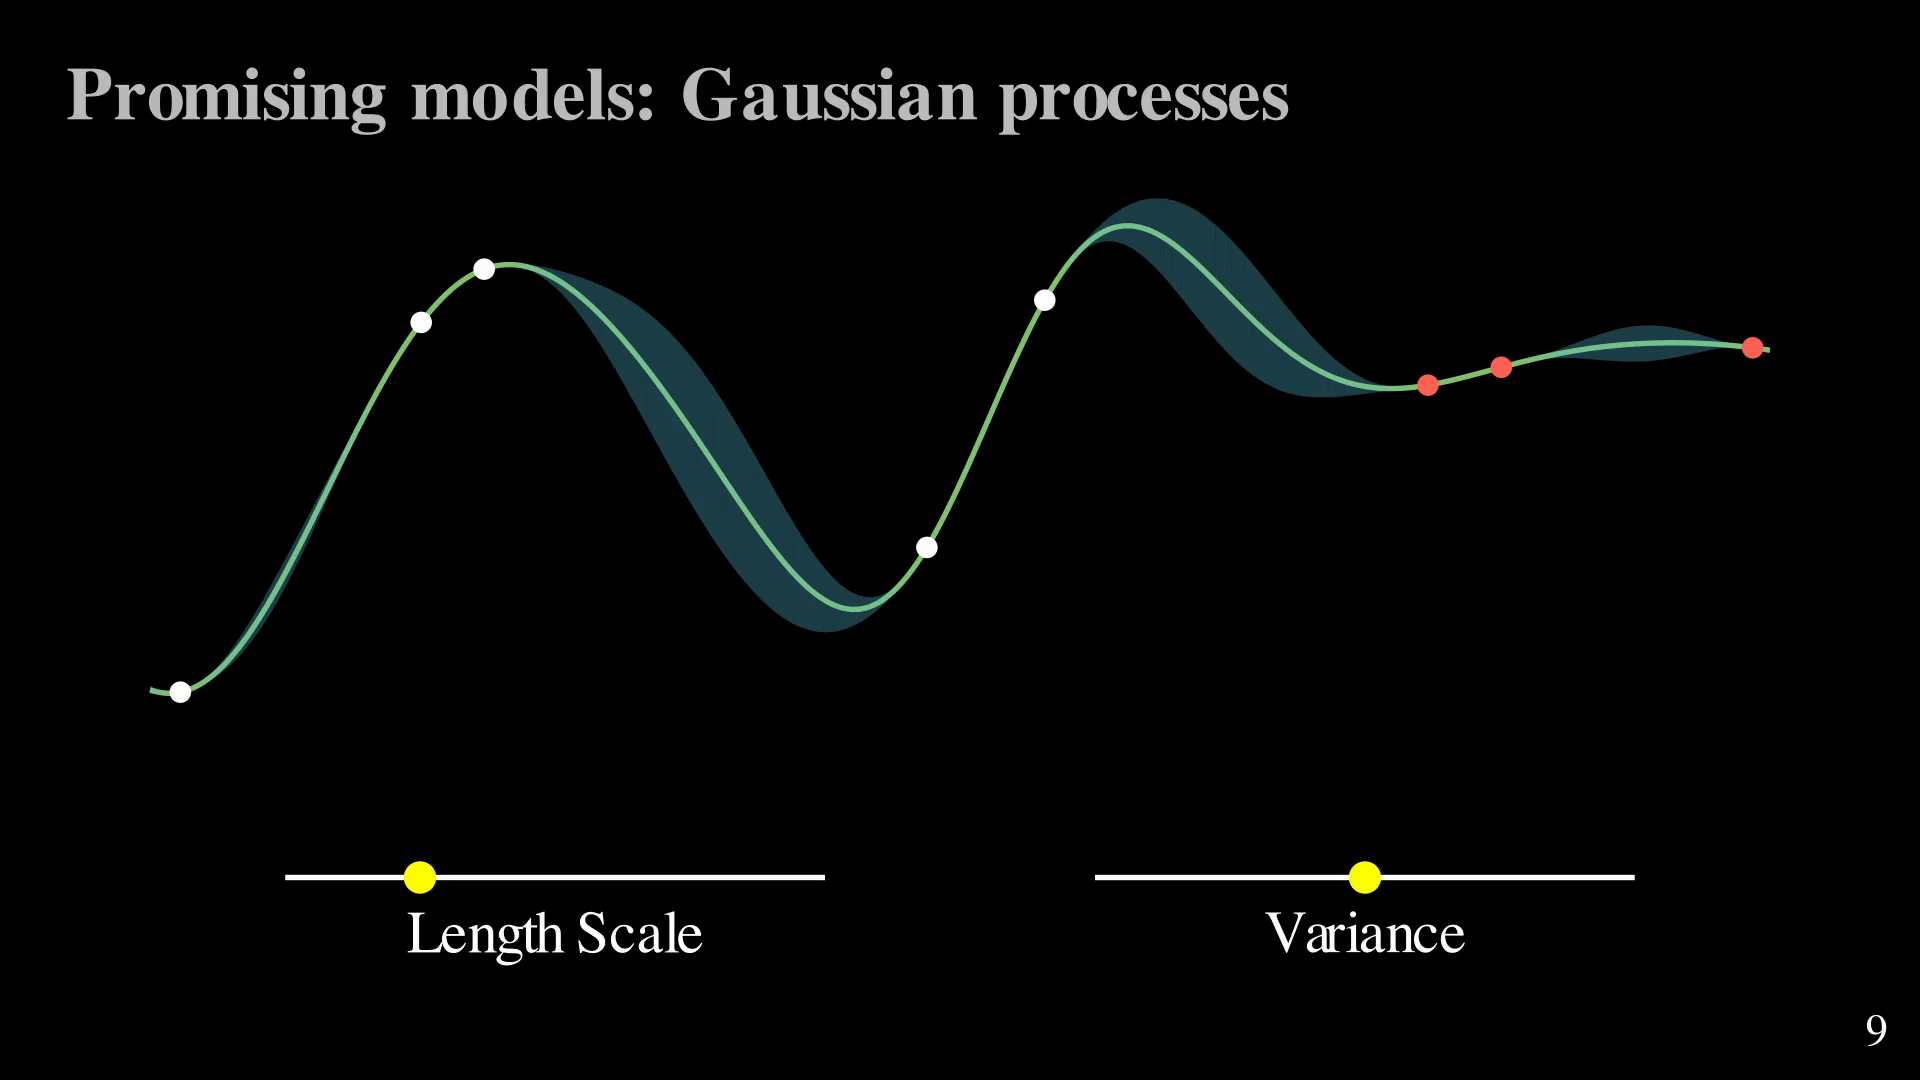 Promising models: Gaussian processes
Length Scale
Variance
9